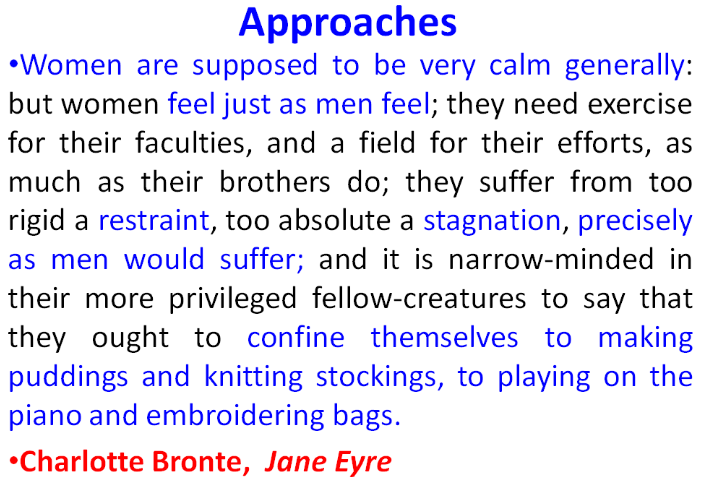 Approaches
•Women are supposed to be very calm generally:
but women feel just as men feel; they need exercise
for their faculties, and a field for their efforts, as
much as their brothers do; they suffer from too
rigid a restraint, too absolute a stagnation, precisely
as men would suffer; and it is narrow-minded in
their more privileged fellow-creatures to say that
they ought to confine themselves to making
puddings and knitting stockings, to playing on the
piano and embroidering bags.
•Charlotte Bronte, Jane Eyre